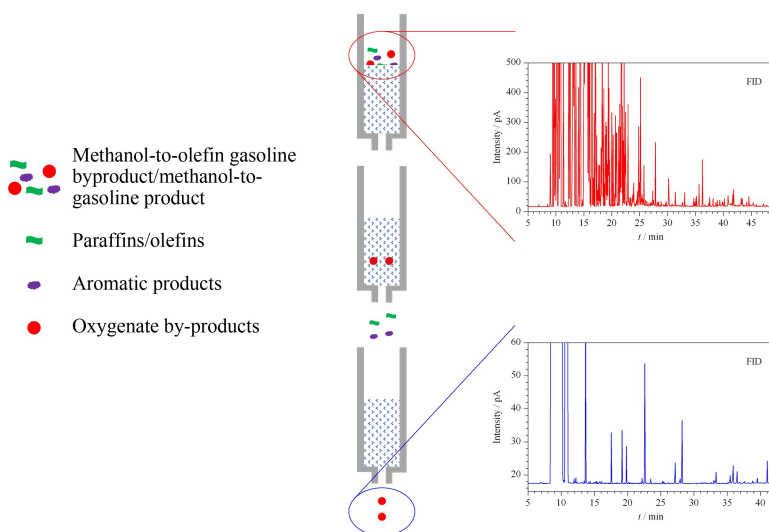 Methanol-to-olefin gasoline
byproduct/methanol-to-
gasoline product
Paraffins/olefins
Aromatic products
Oxygenate by-products
500
400
300
200
100
0
Intensity / pA
FID
5 10 15 20 25 30 35 40 45
t / min
60
50
40
30
20
Intensity / pA
FID
5 10 15 20 25 30 35 40
t / min